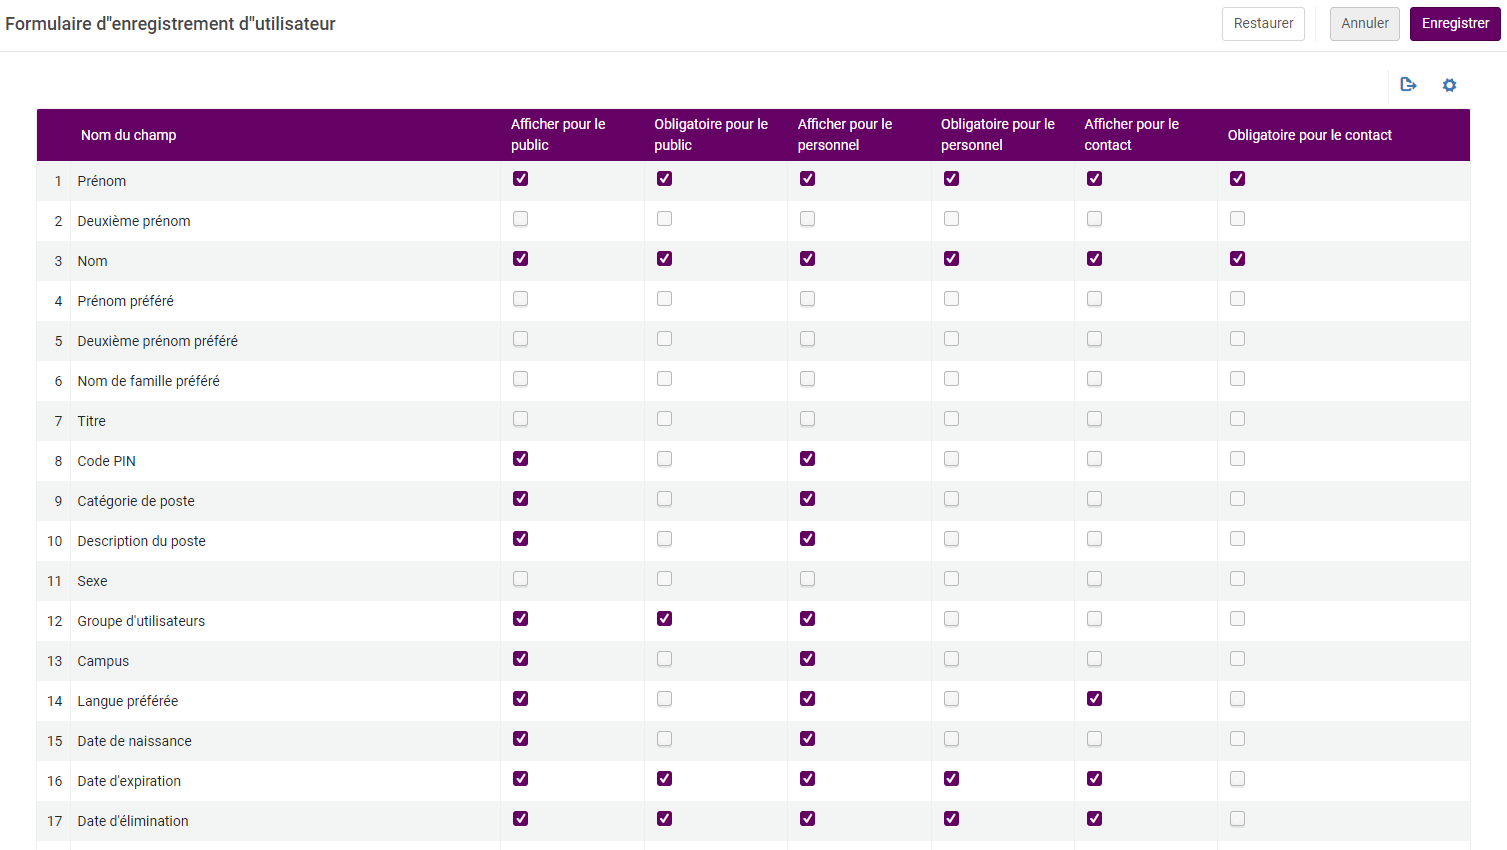 Formulaire d"enregistrement d"utilisateur
Restaurer
Annuler
Enregistrer
Nom du champ
Afficher pour le
public
Obligatoire pour le
public
Afficher pour le
personnel
Obligatoire pour le
personnel
Afficher pour le
contact
Obligatoire pour le contact
1 Prénom
2 Deuxième prénom
3 Nom
4 Prénom préféré
5 Deuxième prénom préféré
6 Nom de famille préféré
7 Titre
8 Code PIN
9 Catégorie de poste
10 Description du poste
11 Sexe
12 Groupe d'utilisateurs
13 Campus
14 Langue préférée
15 Date de naissance
16 Date d'expiration
17 Date d'élimination